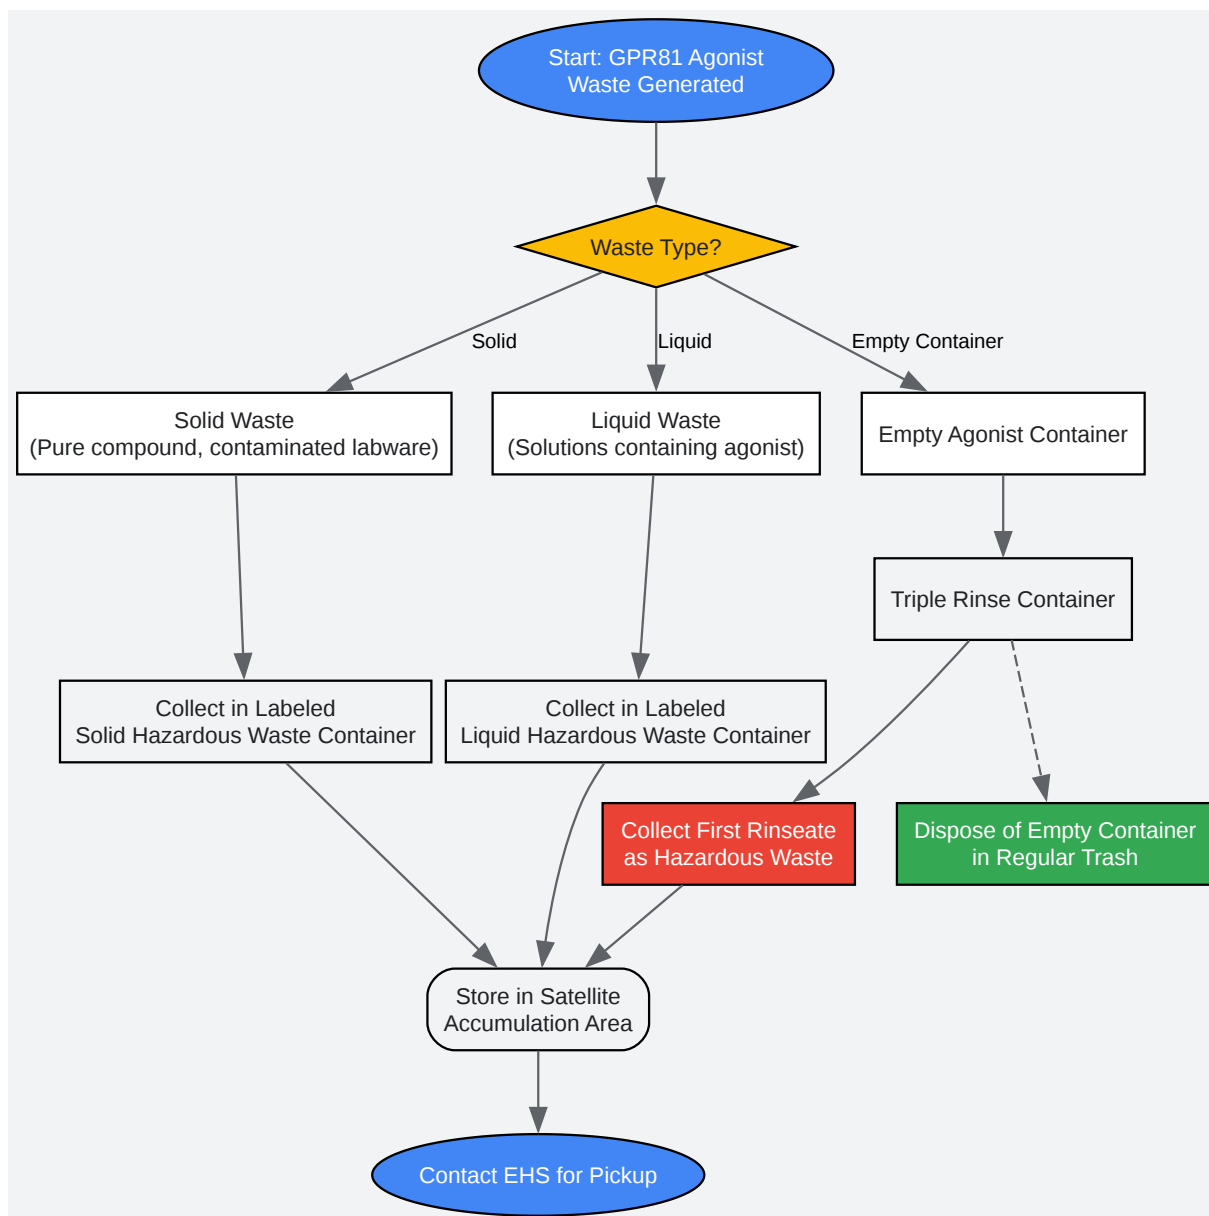 Start: GPR81 Agonist
Waste Generated
Waste Type?
Solid
Liquid
Empty Container
Solid Waste
(Pure compound, contaminated labware)
Liquid Waste
(Solutions containing agonist)
Empty Agonist Container
Triple Rinse Container
Collect in Labeled
Solid Hazardous Waste Container
Collect in Labeled
Liquid Hazardous Waste Container
Collect First Rinseate
as Hazardous Waste
Dispose of Empty Container
in Regular Trash
Store in Satellite
Accumulation Area
Contact EHS for Pickup